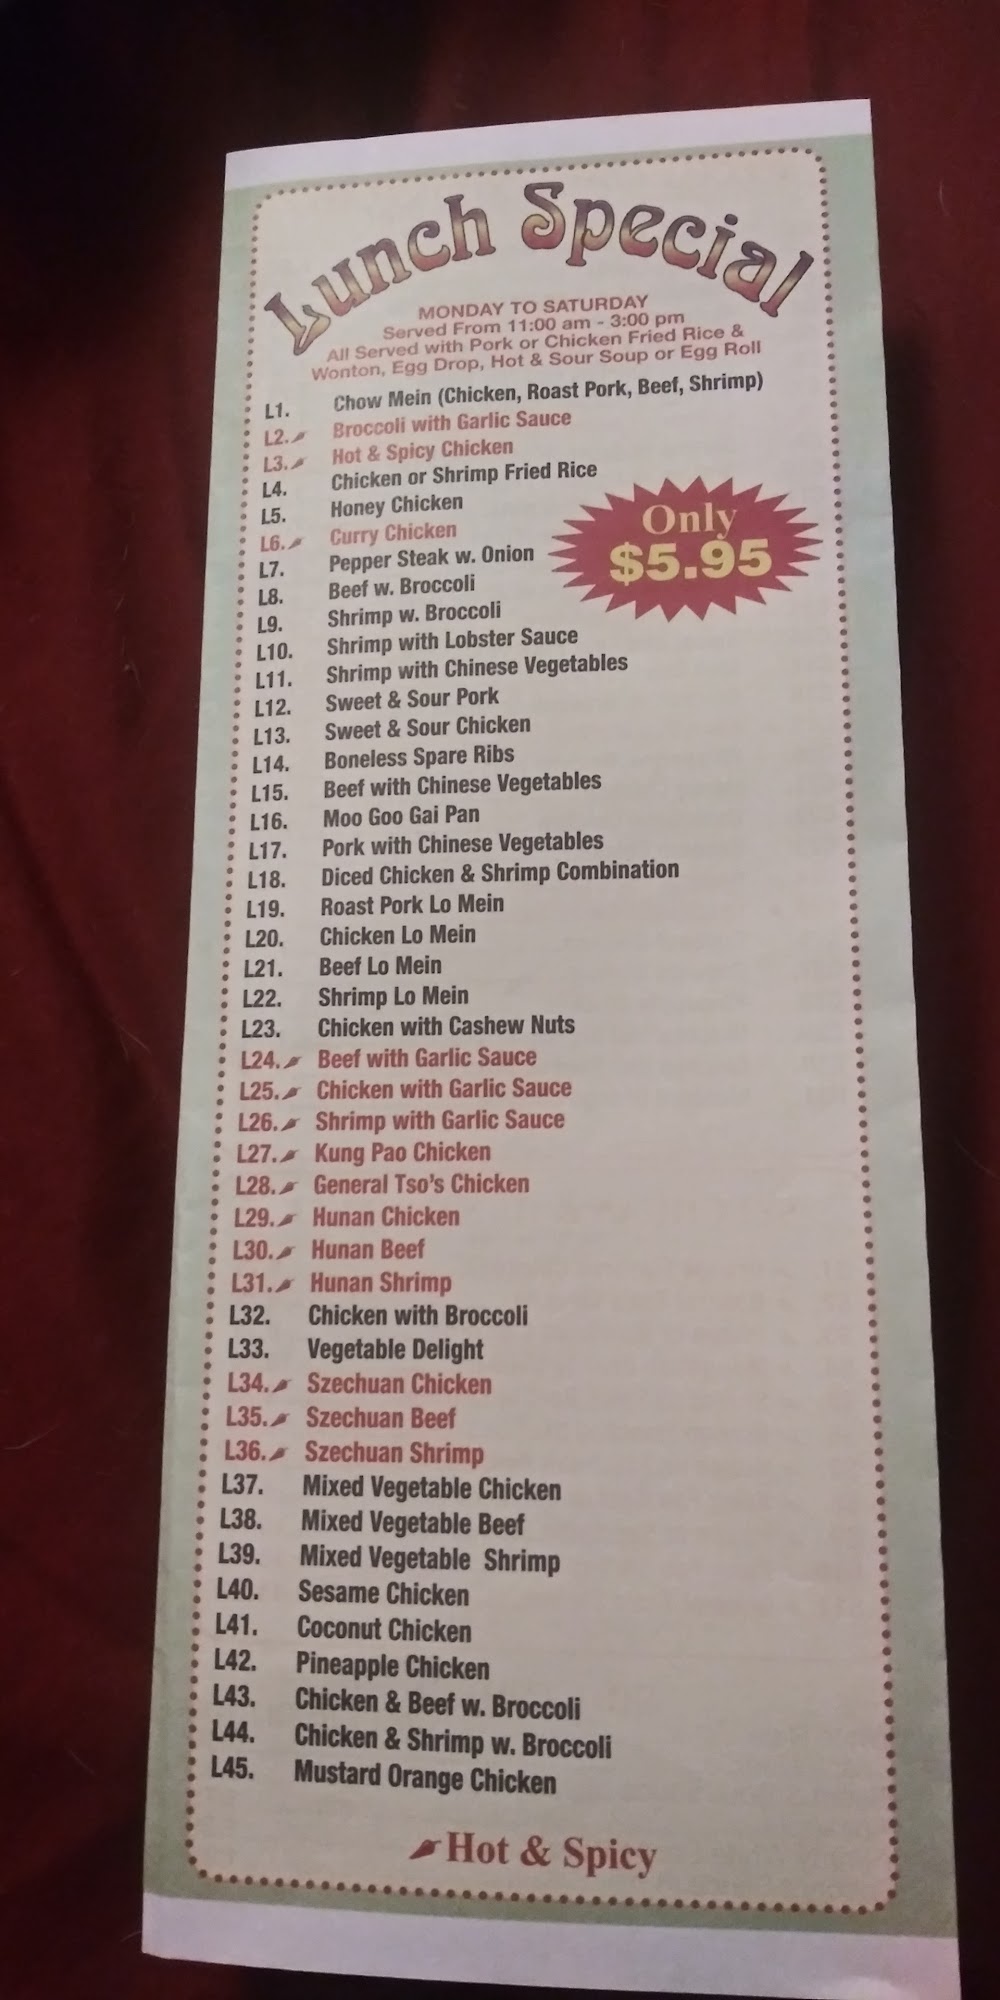 Lunch Special
MONDAY TO SATURDAY
Served From 11:00 am - 3:00 pm
All Served with Pork or Chicken Fried Rice &
Wonton, Egg Drop, Hot & Sour Soup or Egg Roll
L1. Chow Mein (Chicken, Roast Pork, Beef, Shrimp)
L2. Broccoli with Garlic Sauce
L3. Hot & Spicy Chicken
L4. Chicken or Shrimp Fried Rice
L5. Honey Chicken
L6. Curry Chicken
L7. Pepper Steak w. Onion
L8. Beef w. Broccoli
L9. Shrimp w. Broccoli
L10. Shrimp with Lobster Sauce
L11. Shrimp with Chinese Vegetables
L12. Sweet & Sour Pork
L13. Sweet & Sour Chicken
L14. Boneless Spare Ribs
L15. Beef with Chinese Vegetables
L16. Moo Goo Gai Pan
L17. Pork with Chinese Vegetables
L18. Diced Chicken & Shrimp Combination
L19. Roast Pork Lo Mein
L20. Chicken Lo Mein
L21. Beef Lo Mein
L22. Shrimp Lo Mein
L23. Chicken with Cashew Nuts
L24. Beef with Garlic Sauce
L25. Chicken with Garlic Sauce
L26. Shrimp with Garlic Sauce
L27. Kung Pao Chicken
L28. General Tso's Chicken
L29. Hunan Chicken
L30. Hunan Beef
L31. Hunan Shrimp
L32. Chicken with Broccoli
L33. Vegetable Delight
L34. Szechuan Chicken
L35. Szechuan Beef
L36. Szechuan Shrimp
L37. Mixed Vegetable Chicken
L38. Mixed Vegetable Beef
L39. Mixed Vegetable Shrimp
L40. Sesame Chicken
L41. Coconut Chicken
L42. Pineapple Chicken
L43. Chicken & Beef w. Broccoli
L44. Chicken & Shrimp w. Broccoli
L45. Mustard Orange Chicken
Only
$5.95
Hot & Spicy